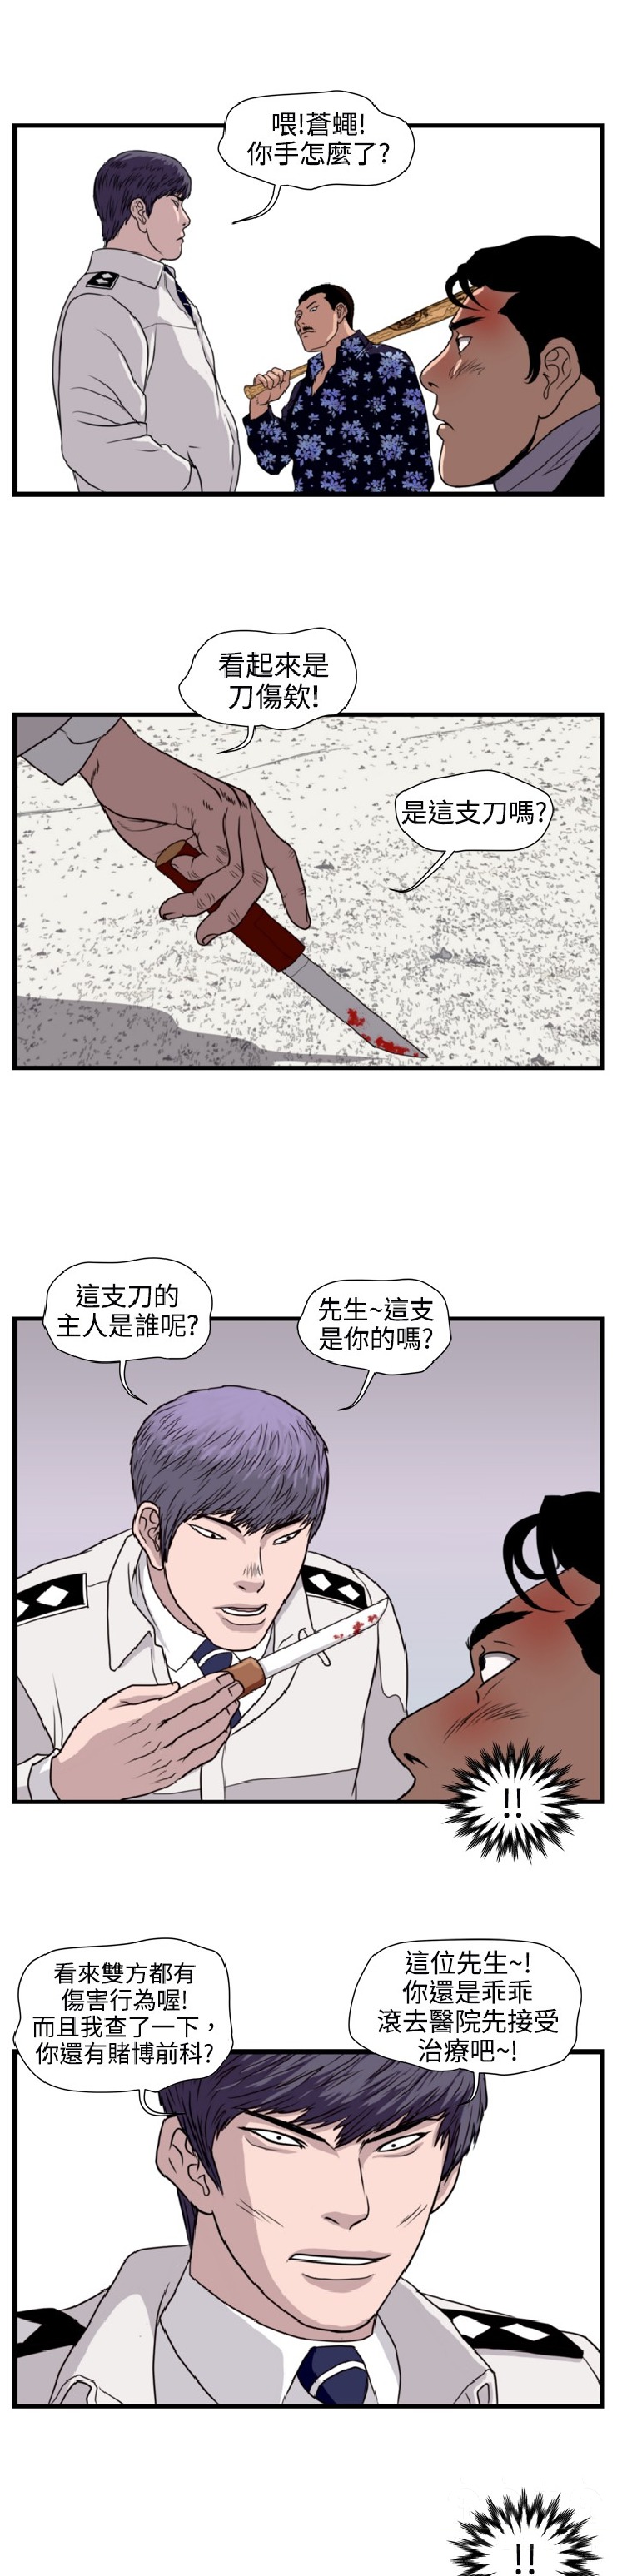 喂!蒼蠅!
你手怎麼了?
看起來是
刀傷欸!
是這支刀嗎?
這支刀的
主人是誰呢?
先生~這支
是你的嗎?
!!
看來雙方都有
傷害行為喔!
而且我查了一下，
你還有賭博前科?
這位先生~!
你還是乖乖
滾去醫院先接受
治療吧~!
!!